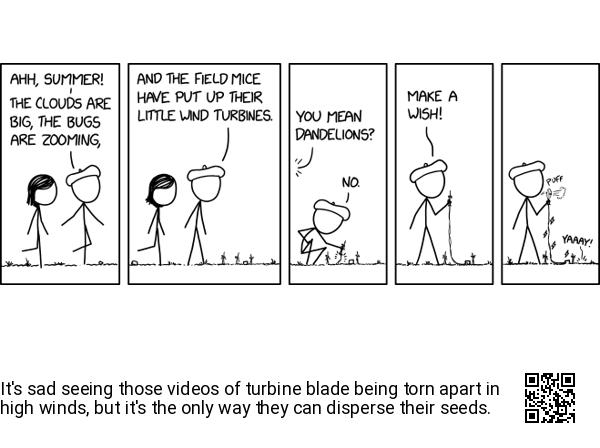 AHH, SUMMER!
THE CLOUDS ARE
BIG, THE BUGS
ARE ZOOMING,
AND THE FIELD MICE
HAVE PUT UP THEIR
LITTLE WIND TURBINES.
YOU MEAN
DANDELIONS?
NO.
MAKE A
WISH!
PUFF
YAAAY!
It's sad seeing those videos of turbine blade being torn apart in
high winds, but it's the only way they can disperse their seeds.